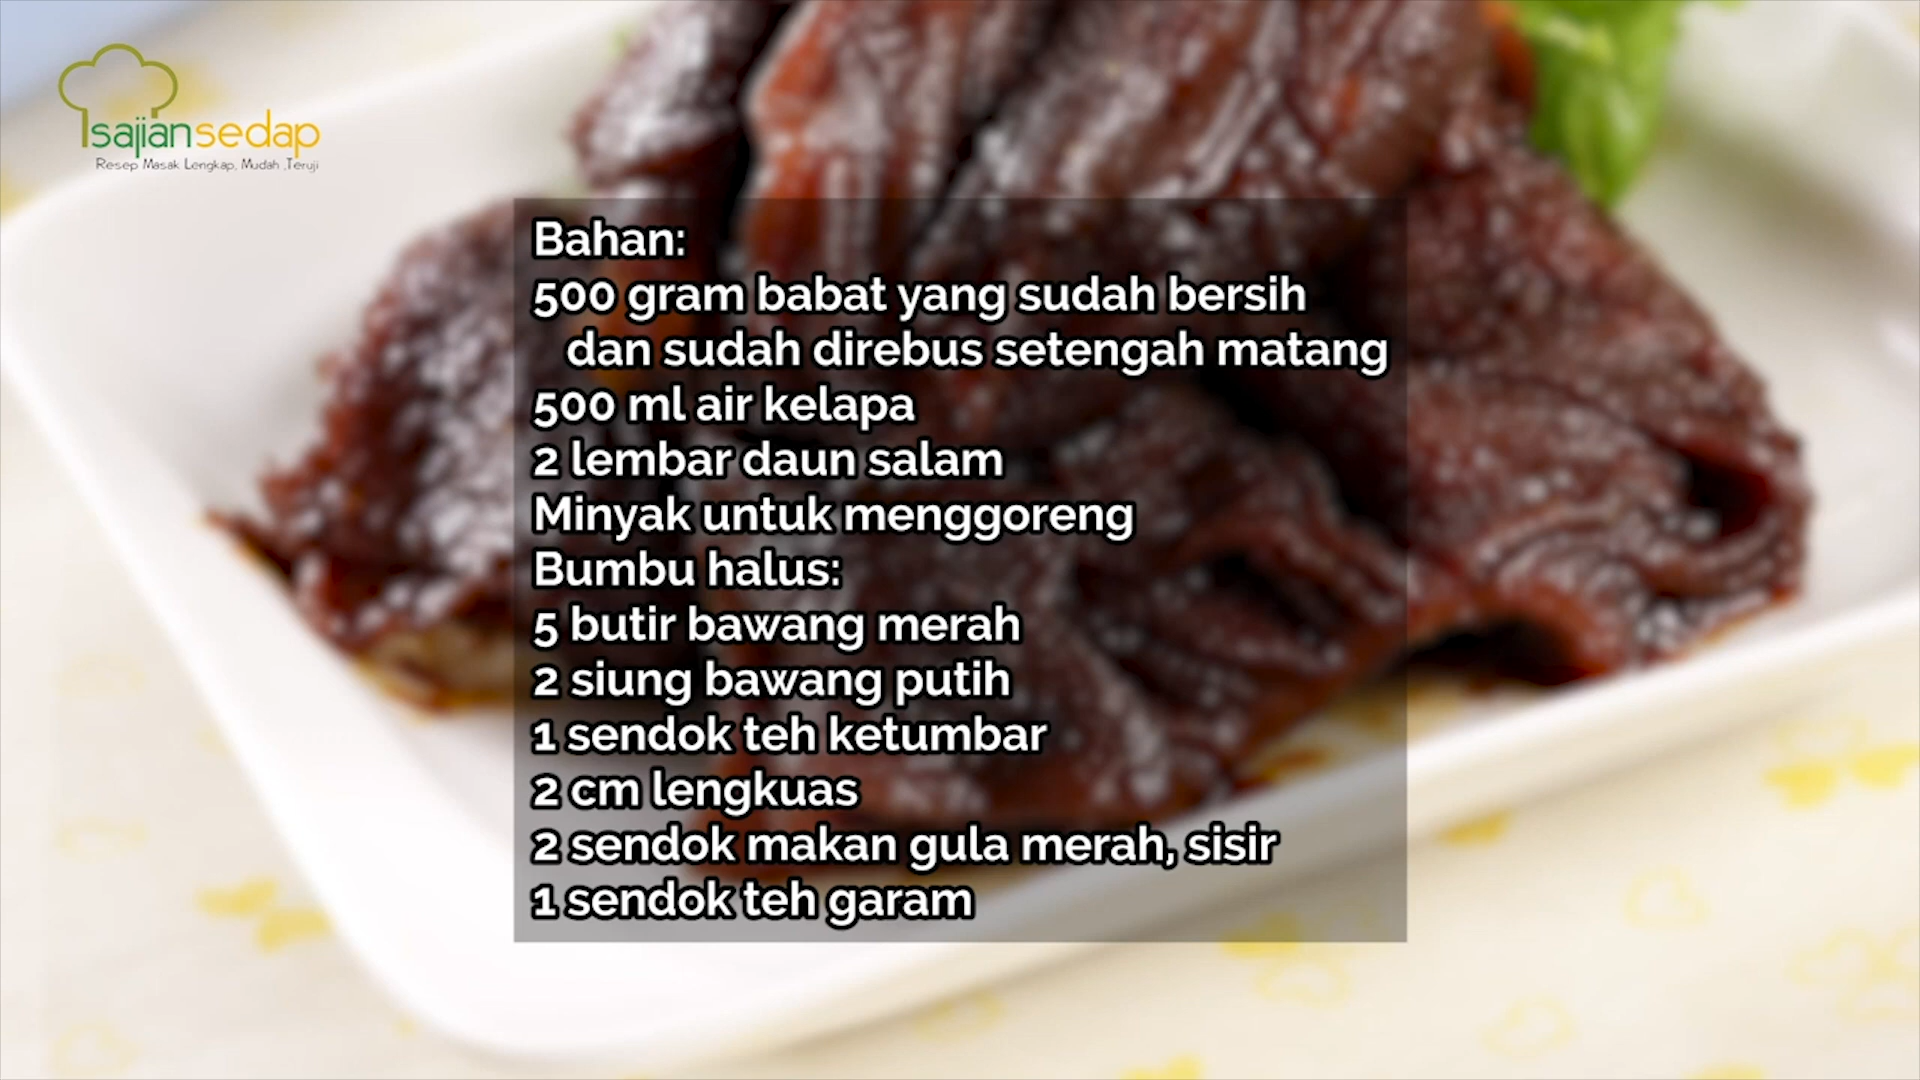 sajiansedap
Resep Masak Lengkap, Mudah ,Teruji
Bahan:
500 gram babat yang sudah bersih
dan sudah direbus setengah matang
500 ml air kelapa
2 lembar daun salam
Minyak untuk menggoreng
Bumbu halus:
5 butir bawang merah
2 siung bawang putih
1 sendok teh ketumbar
2 cm lengkuas
2 sendok makan gula merah, sisir
1 sendok teh garam